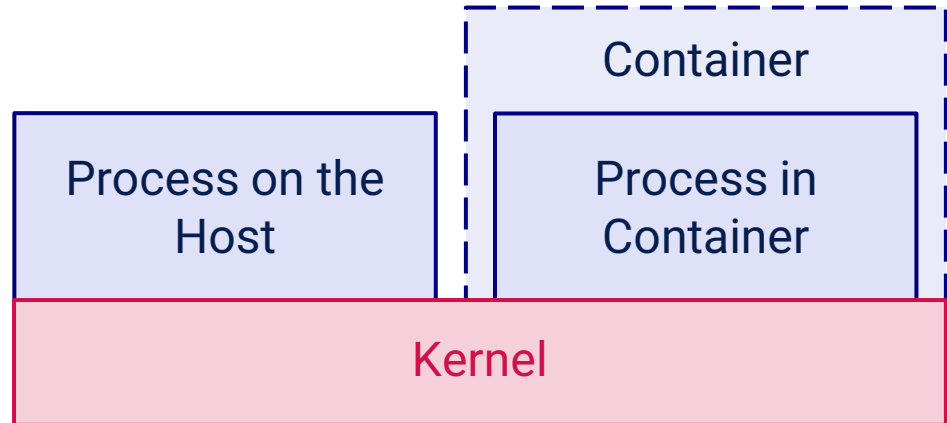 Container
Process on the
Host
Process in
Container
Kernel